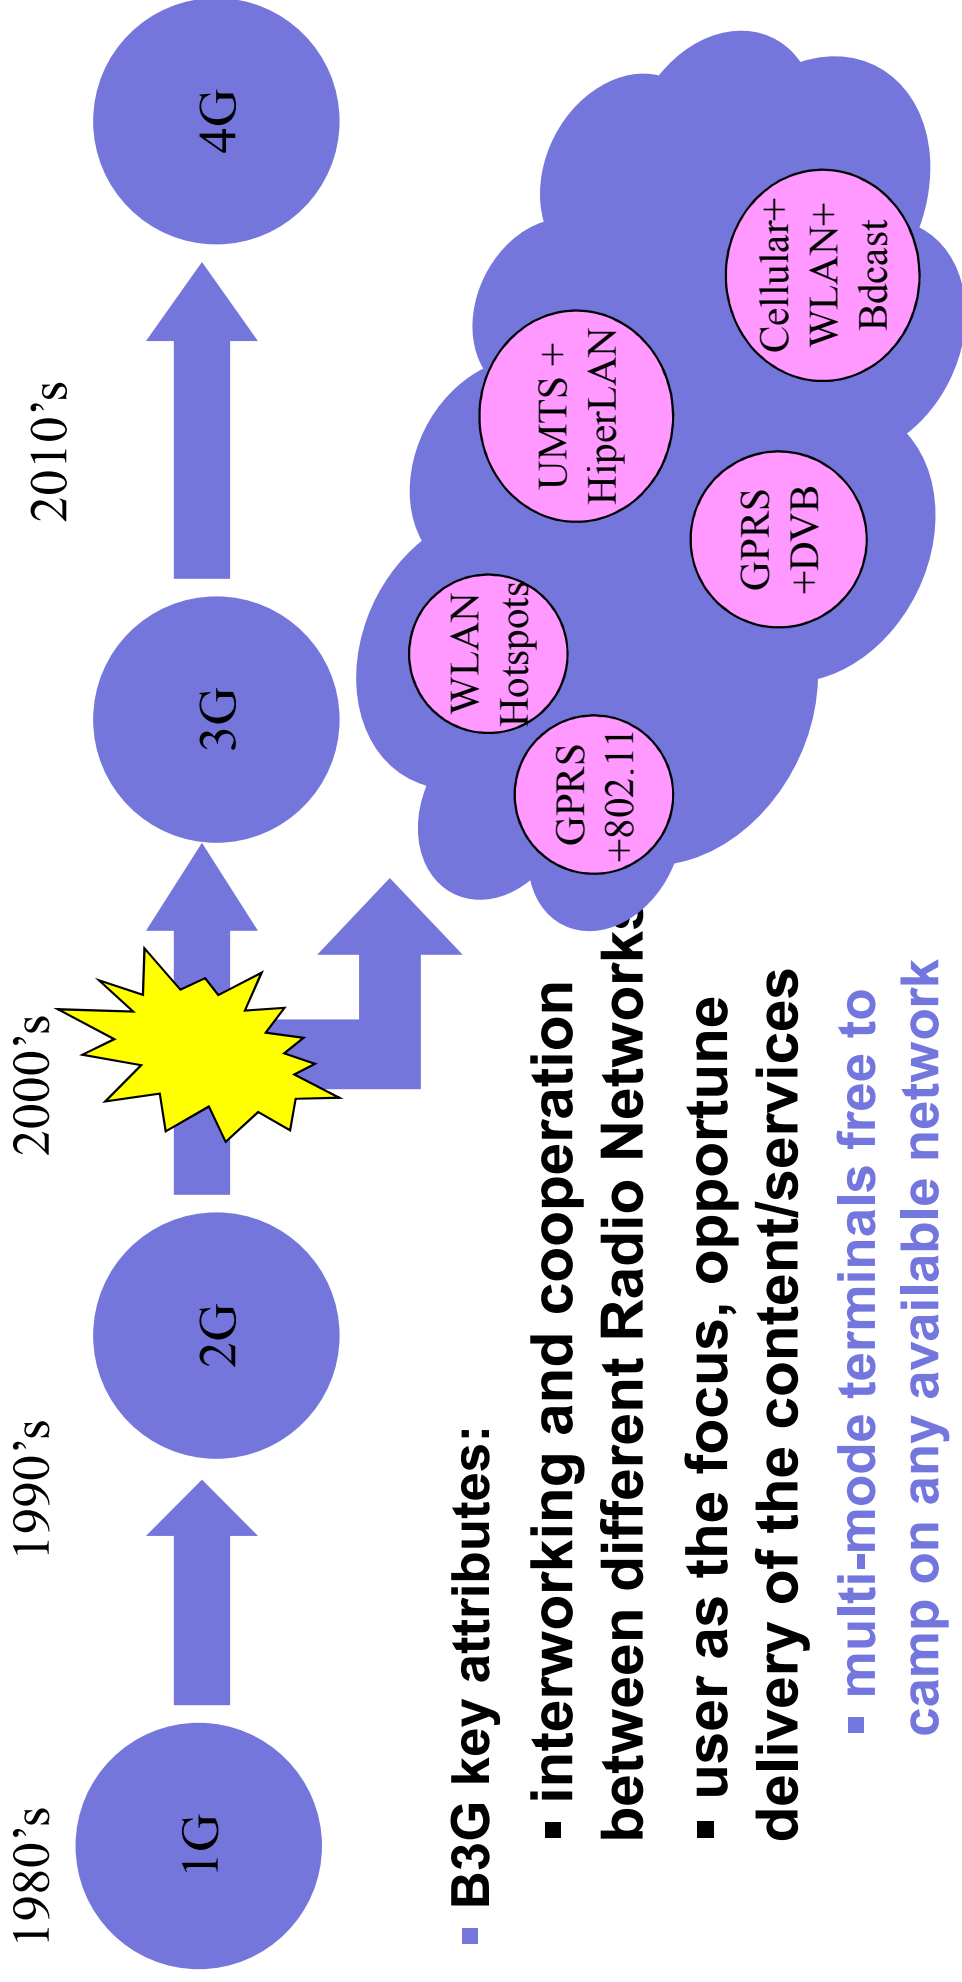 1980’s
1990’s
2000’s
2010’s
1G
2G
3G
4G
▪ B3G key attributes:
▪ interworking and cooperation
between different Radio Networks
▪ user as the focus, opportune
delivery of the content/services
▪ multi-mode terminals free to
camp on any available network
WLAN
Hotspots
GPRS
+802.11
UMTS +
HiperLAN
GPRS
+DVB
Cellular+
WLAN+
Bdcast